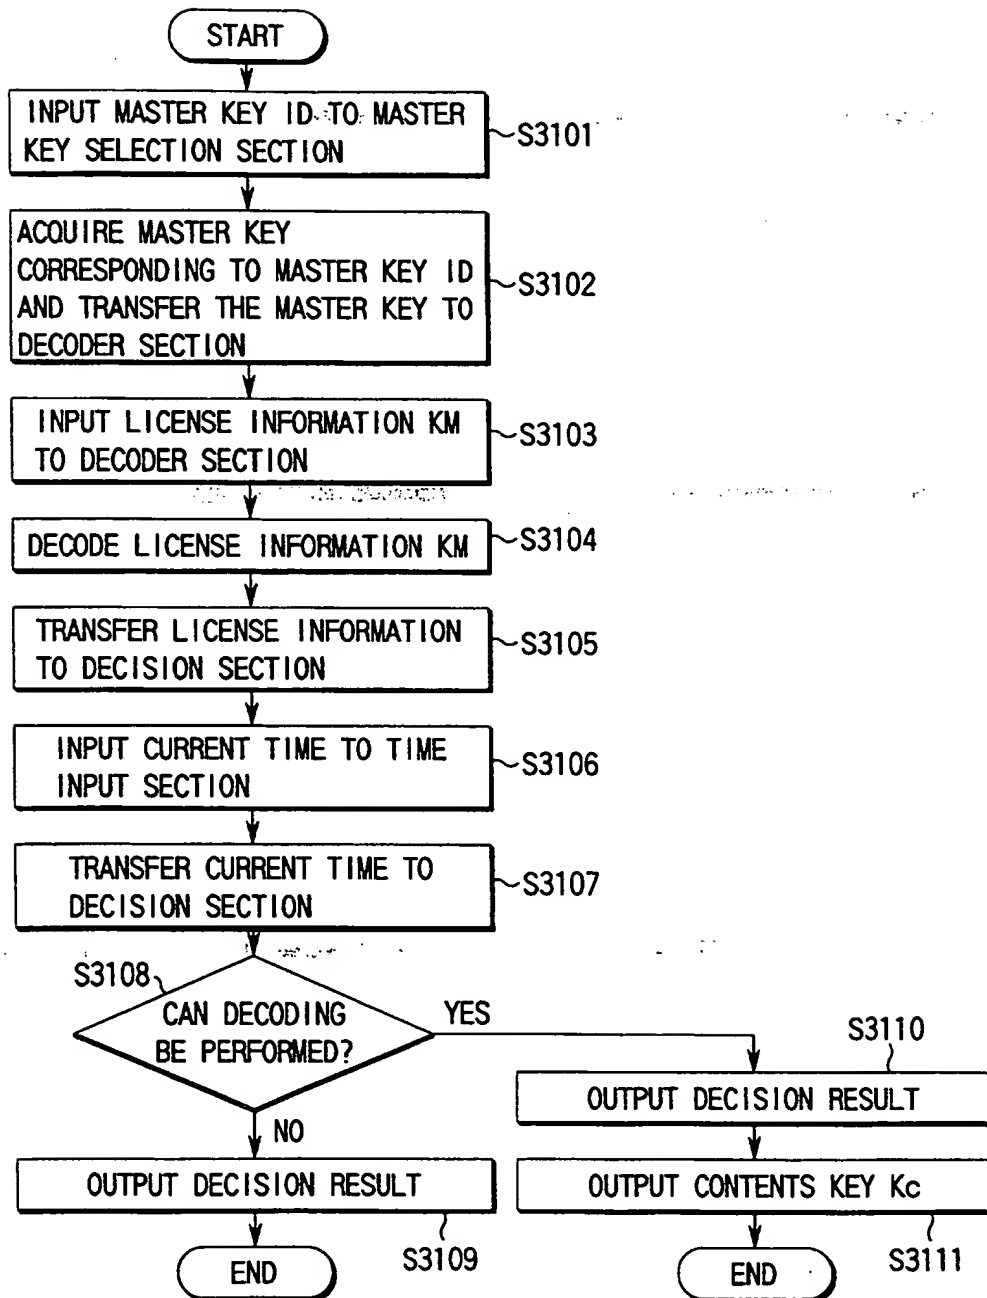 START
INPUT MASTER KEY ID TO MASTER
KEY SELECTION SECTION
S3101
ACQUIRE MASTER KEY
CORRESPONDING TO MASTER KEY ID
AND TRANSFER THE MASTER KEY TO
DECODER SECTION
S3102
INPUT LICENSE INFORMATION KM
TO DECODER SECTION
S3103
DECODE LICENSE INFORMATION KM
S3104
TRANSFER LICENSE INFORMATION
TO DECISION SECTION
S3105
INPUT CURRENT TIME TO TIME
INPUT SECTION
S3106
TRANSFER CURRENT TIME TO
DECISION SECTION
S3107
S3108
CAN DECODING
BE PERFORMED?
YES
NO
OUTPUT DECISION RESULT
S3109
END
S3110
OUTPUT DECISION RESULT
OUTPUT CONTENTS KEY Kc
S3111
END